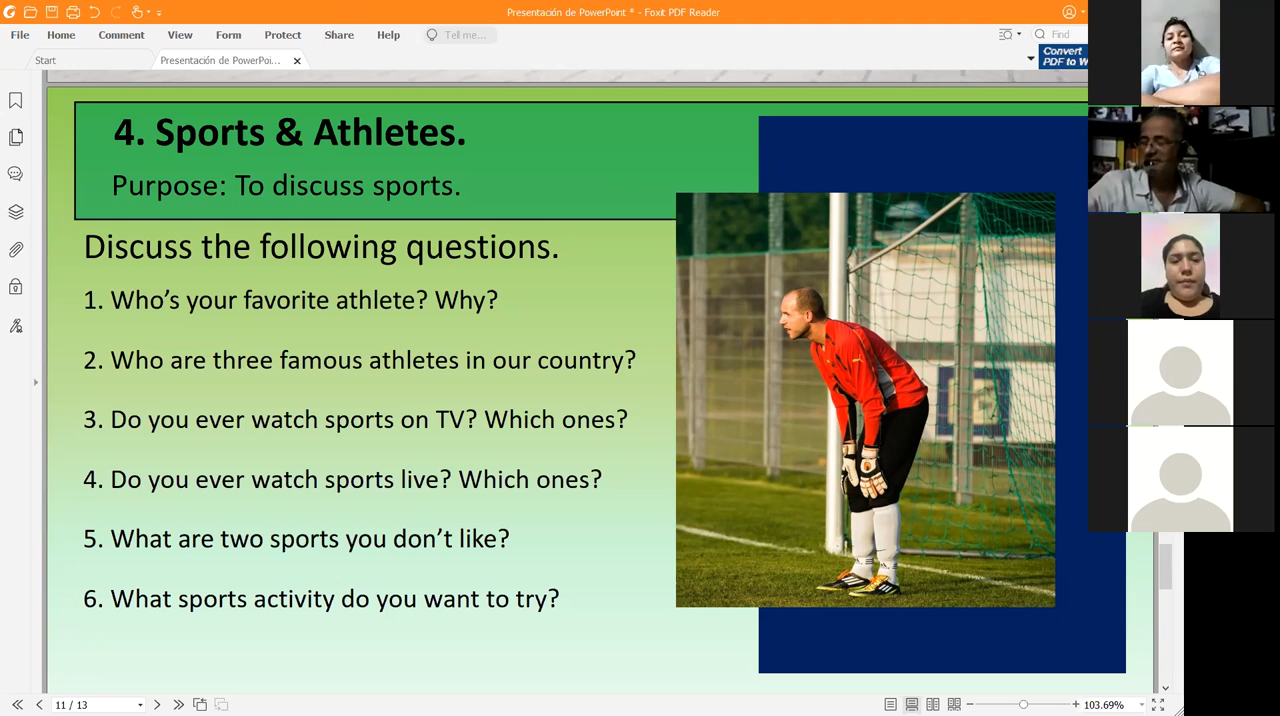 Presentación de PowerPoint * - Foxit PDF Reader
File Home Comment View Form Protect Share Help Tell me... Find
Start Presentación de PowerPoi...
Convert
PDF to W
4. Sports & Athletes.
Purpose: To discuss sports.
Discuss the following questions.
1. Who's your favorite athlete? Why?
2. Who are three famous athletes in our country?
3. Do you ever watch sports on TV? Which ones?
4. Do you ever watch sports live? Which ones?
5. What are two sports you don't like?
6. What sports activity do you want to try?
11 / 13
103.69%